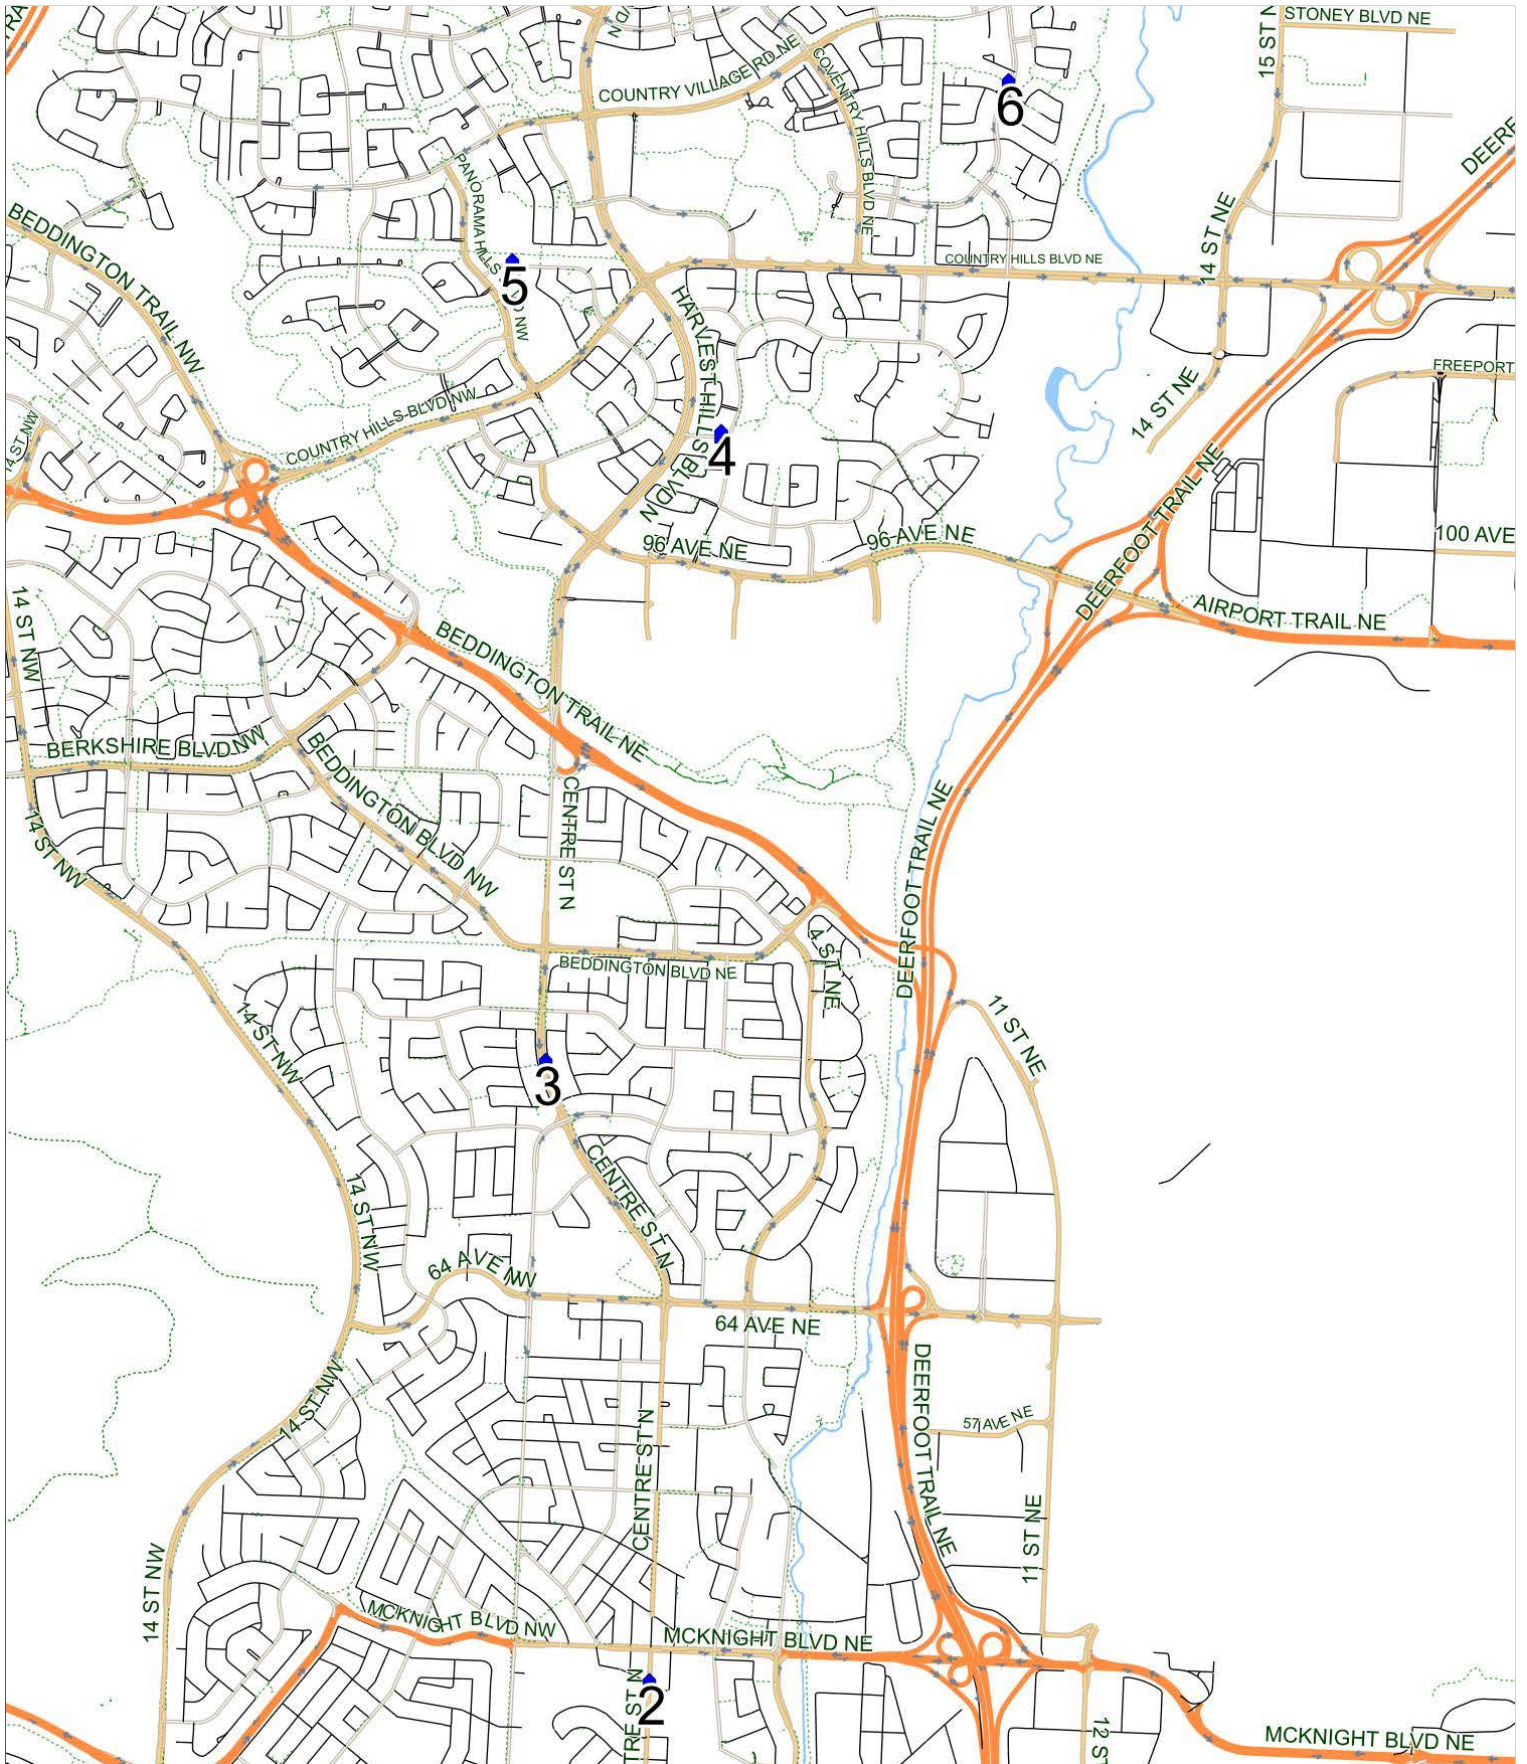 STONEY BLVD NE
15 ST N
COUNTRY VILLAGE RD NE
COVENTRY HILLS BLVD NE
6
DEERF
PANORAMA HILLS
D NW
5
BEDDINGTON TRAIL NW
14 ST NE
COUNTRY HILLS BLVD NE
HARVEST HILLS BLVD N
FREEPORT
14 ST NE
COUNTRY HILLS BLVD NW
14 ST NW
4
DEERFOOT TRAIL NE
96 AVE NE
96 AVE NE
100 AVE
AIRPORT TRAIL NE
14 ST NW
BEDDINGTON TRAIL NE
BERKSHIRE BLVD NW
BEDDINGTON BLVD NW
CENTRE ST N
14 ST NW
DEERFOOT TRAIL NE
4 ST NE
BEDDINGTON BLVD NE
14 ST NW
11 ST NE
3
CENTRE ST N
14 ST NW
64 AVE NW
64 AVE NE
DEERFOOT TRAIL NE
14 ST NW
57 AVE NE
CENTRE ST N
11 ST NE
14 ST NW
MCKNIGHT BLVD NW
MCKNIGHT BLVD NE
2
TRE ST N
12 S
MCKNIGHT BLVD NE